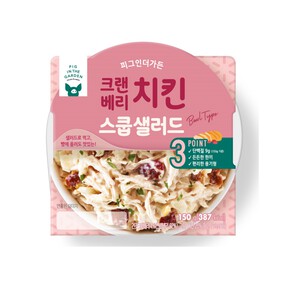 PIG
IN THE
GARDEN
피그인더가든
크랜베리 치킨
스쿱샐러드
Bowl Type
샐러드로 먹고,
빵에 올려도 맛있는!
3 POINT
단백질 9g
든든한 한끼
편리한 용기형
150
387